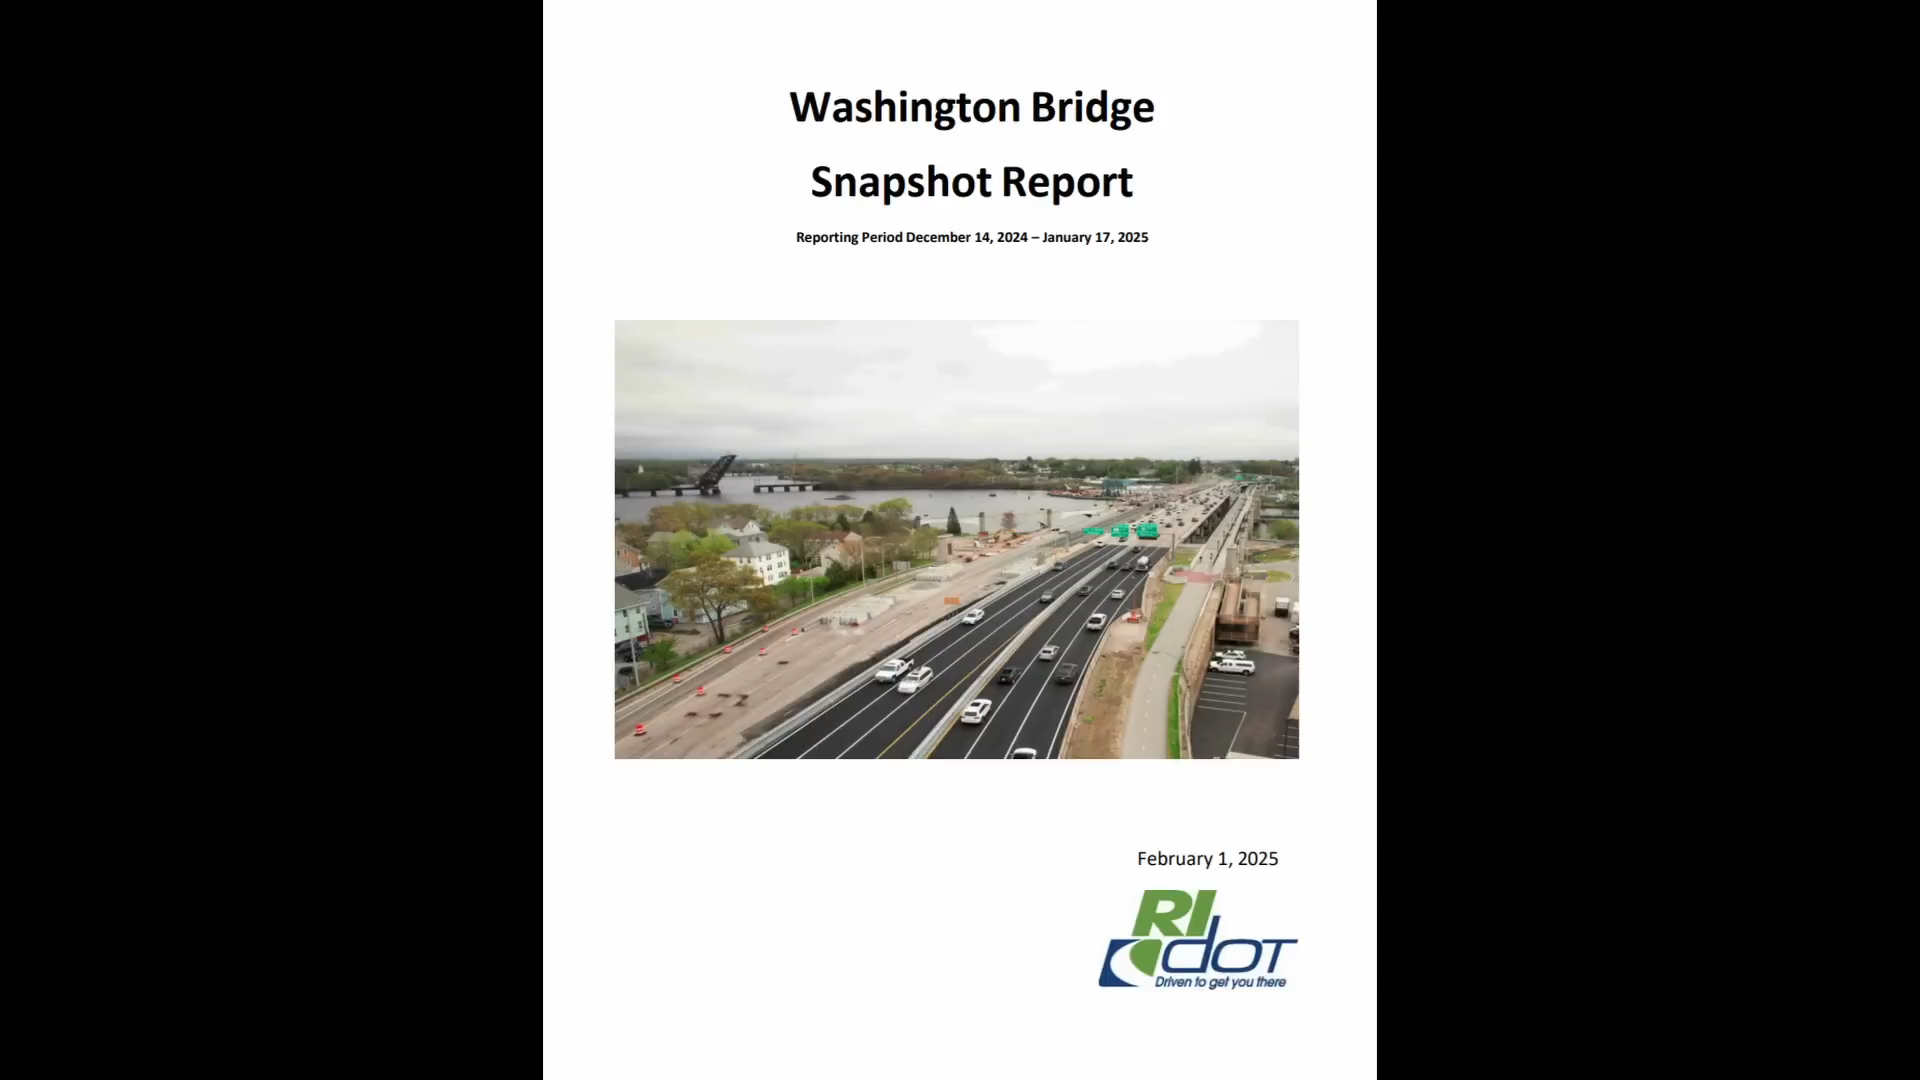 Washington Bridge
Snapshot Report
Reporting Period December 14, 2024 – January 17, 2025
February 1, 2025
RI
DOT
Driven to get you there